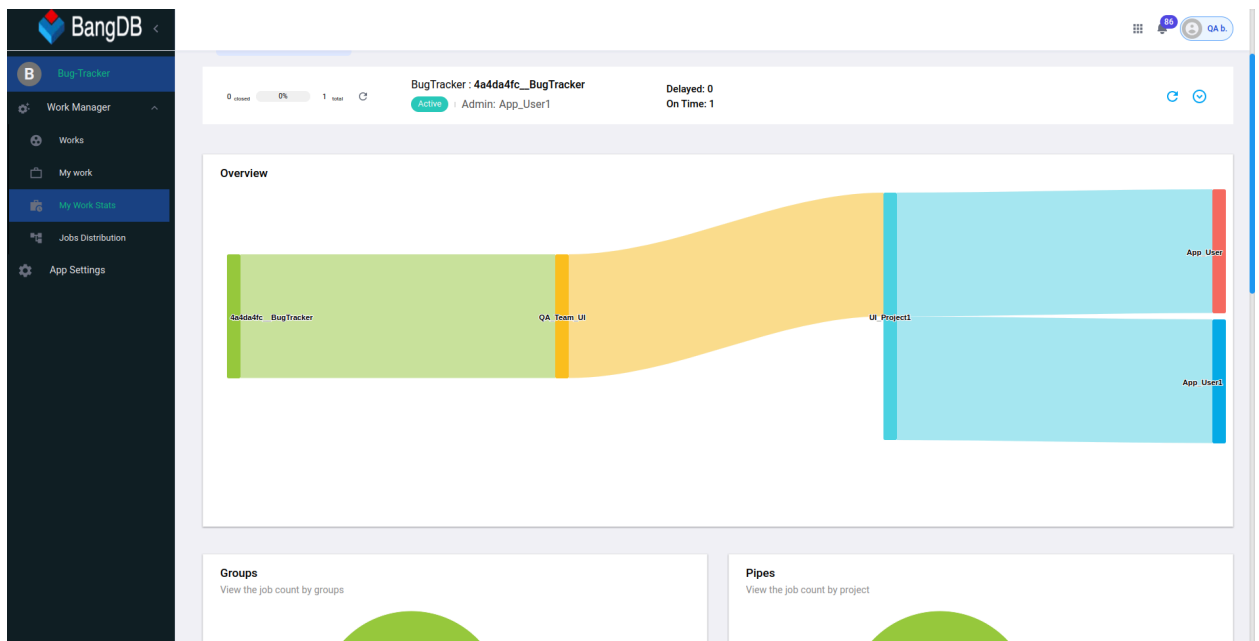 BangDB
86
QA b.
B Bug-Tracker
Work Manager
Works
My work
My Work Stats
Jobs Distribution
App Settings
0 closed 0% 1 total
BugTracker : 4a4da4fc__BugTracker
Active Admin: App_User1
Delayed: 0
On Time: 1
Overview
4a4da4fc__BugTracker
QA_Team_UI
UI_Project1
App_User
App_User1
Groups
View the job count by groups
Pipes
View the job count by project